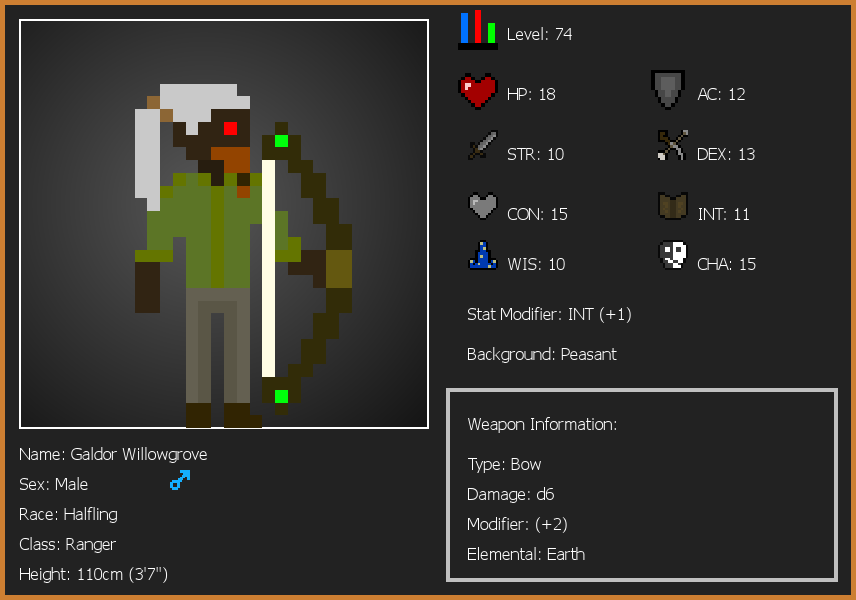 Level: 74
HP: 18
AC: 12
STR: 10
DEX: 13
CON: 15
INT: 11
WIS: 10
CHA: 15
Stat Modifier: INT (+1)
Background: Peasant
Weapon Information:
Type: Bow
Damage: d6
Modifier: (+2)
Elemental: Earth
Name: Galdor Willowgrove
Sex: Male
Race: Halfling
Class: Ranger
Height: 110cm (3'7")